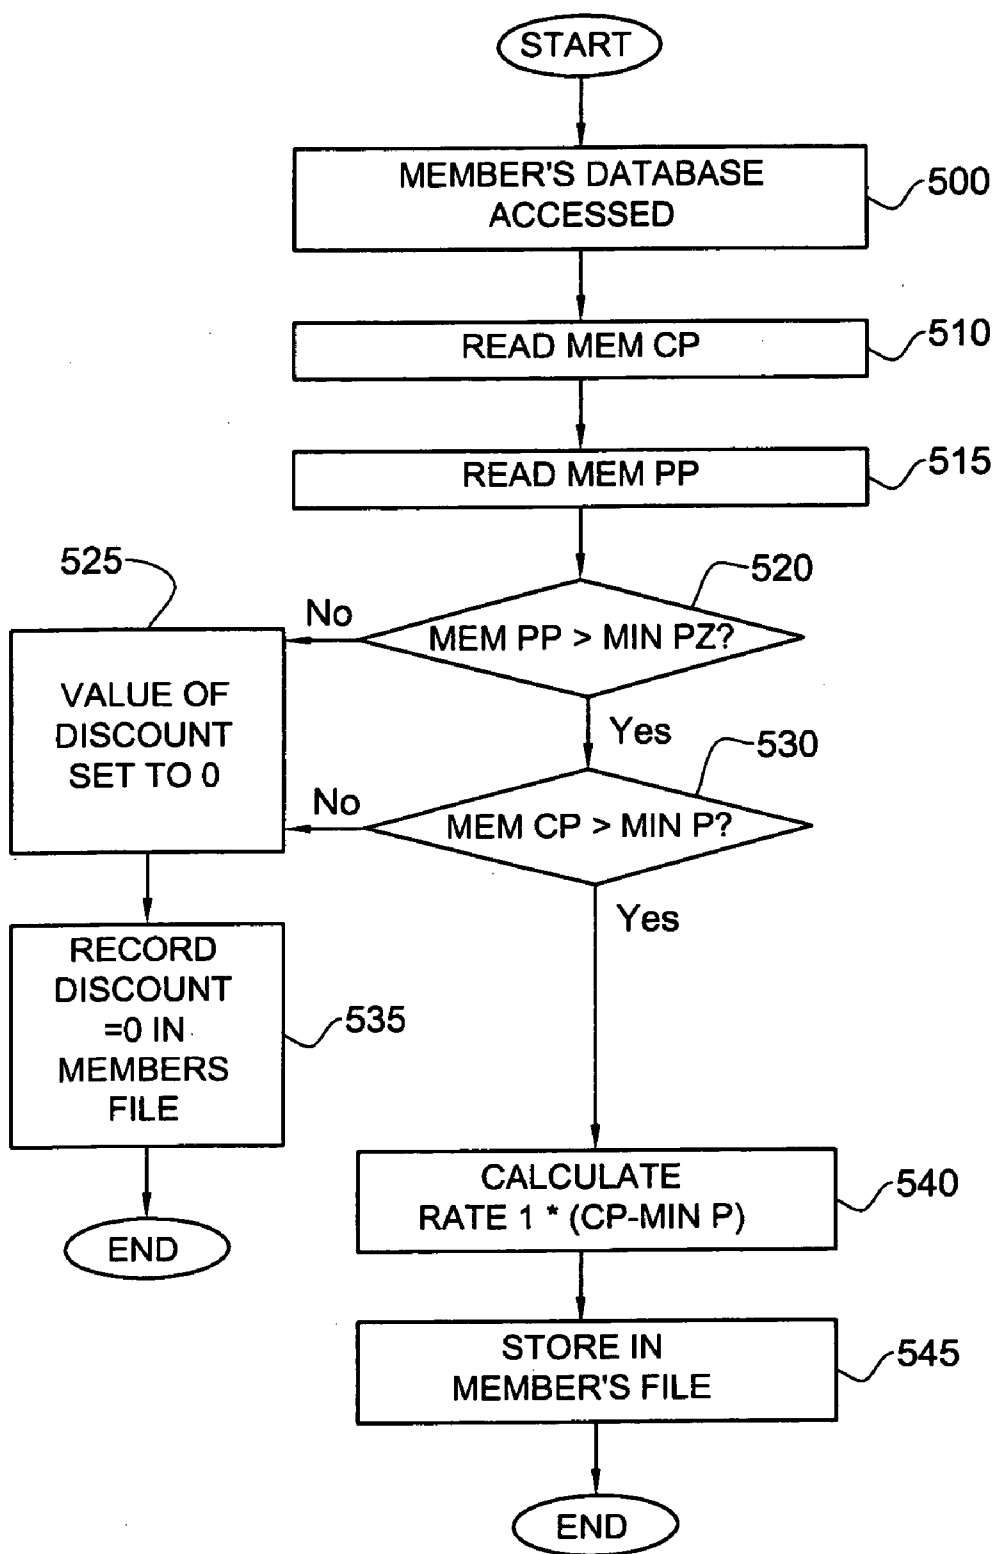 START
MEMBER'S DATABASE
ACCESSED
500
READ MEM CP
510
READ MEM PP
515
525
520
No
MEM PP > MIN PZ?
VALUE OF
DISCOUNT
SET TO 0
Yes
530
No
MEM CP > MIN P?
Yes
RECORD
DISCOUNT
=0 IN
MEMBERS
FILE
535
CALCULATE
RATE 1 * (CP-MIN P)
540
END
STORE IN
MEMBER'S FILE
545
END